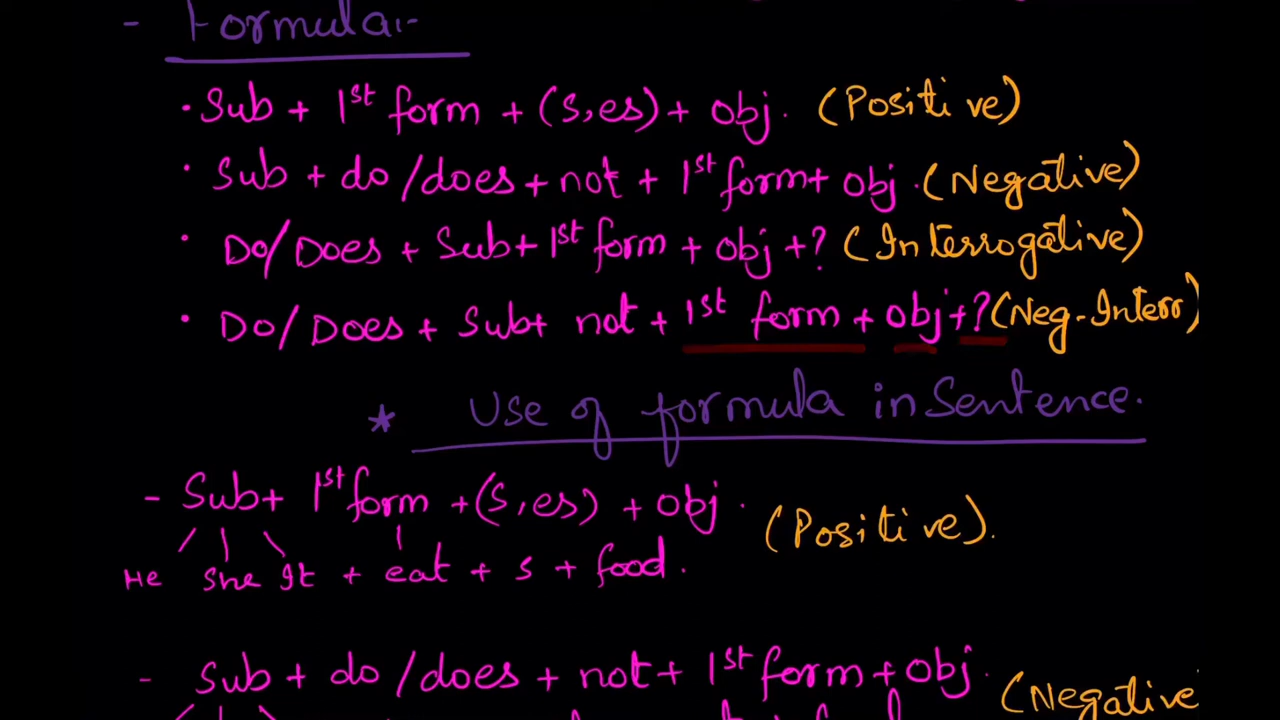 - Formula:-
· Sub + 1st form + (s,es) + obj. (Positive)
· Sub + do/does + not + 1st form + obj. (Negative)
· Do/Does + Sub + 1st form + obj +? (Interrogative)
· Do/Does + Sub + not + 1st form + obj +? (Neg-Interr)
* Use of formula in Sentence.
- Sub + 1st form + (s,es) + obj. (Positive).
He She It + eat + s + food.
- Sub + do/does + not + 1st form + obj. (Negative